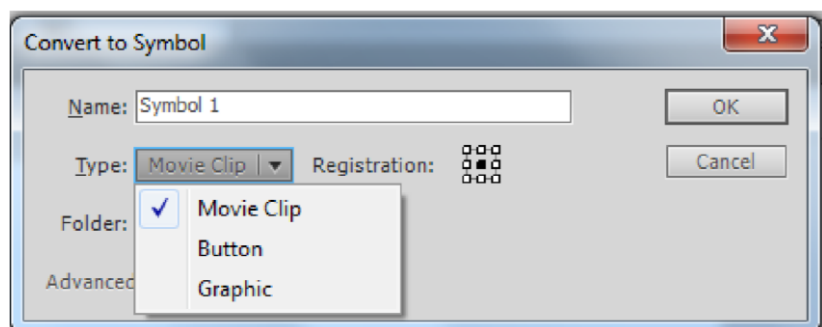 Convert to Symbol
Name: Symbol 1
OK
Type: Movie Clip Registration:
Cancel
Movie Clip
Folder:
Button
Advanced
Graphic